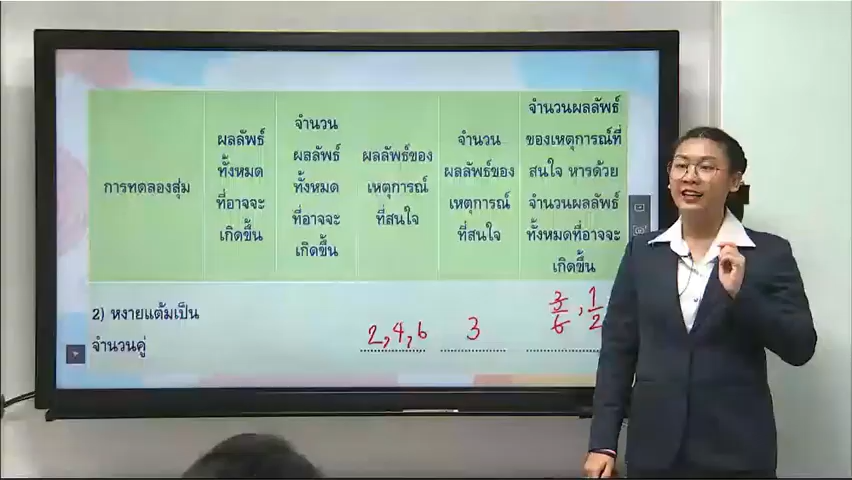 การทดลองสุ่ม
ผลลัพธ์
ทั้งหมด
ที่อาจจะ
เกิดขึ้น
จำนวน
ผลลัพธ์
ทั้งหมด
ที่อาจจะ
เกิดขึ้น
ผลลัพธ์ของ
เหตุการณ์
ที่สนใจ
จำนวน
ผลลัพธ์ของ
เหตุการณ์
ที่สนใจ
จำนวนผลลัพธ์
ของเหตุการณ์ที่
สนใจ หารด้วย
จำนวนผลลัพธ์
ทั้งหมดที่อาจจะ
เกิดขึ้น
2) หงายแต้มเป็น
จำนวนคู่
2,4,6
3
3/6 , 1/2